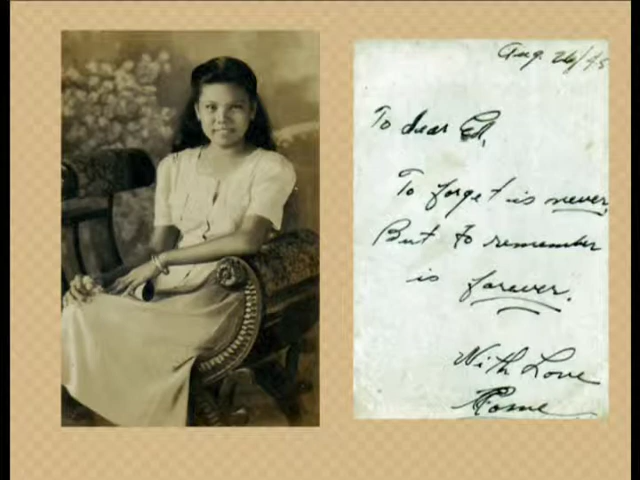 Aug. 26/45
To dear Ed,
To forget is never,
But to remember
is forever.
With Love